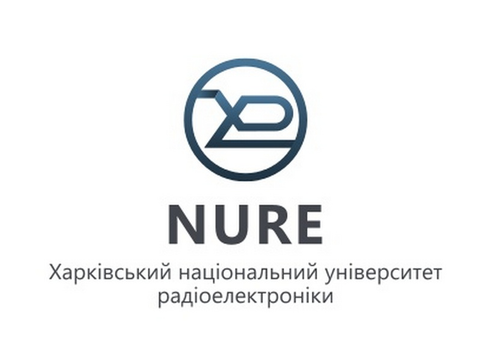 NURE
Харківський національний університет
радіоелектроніки